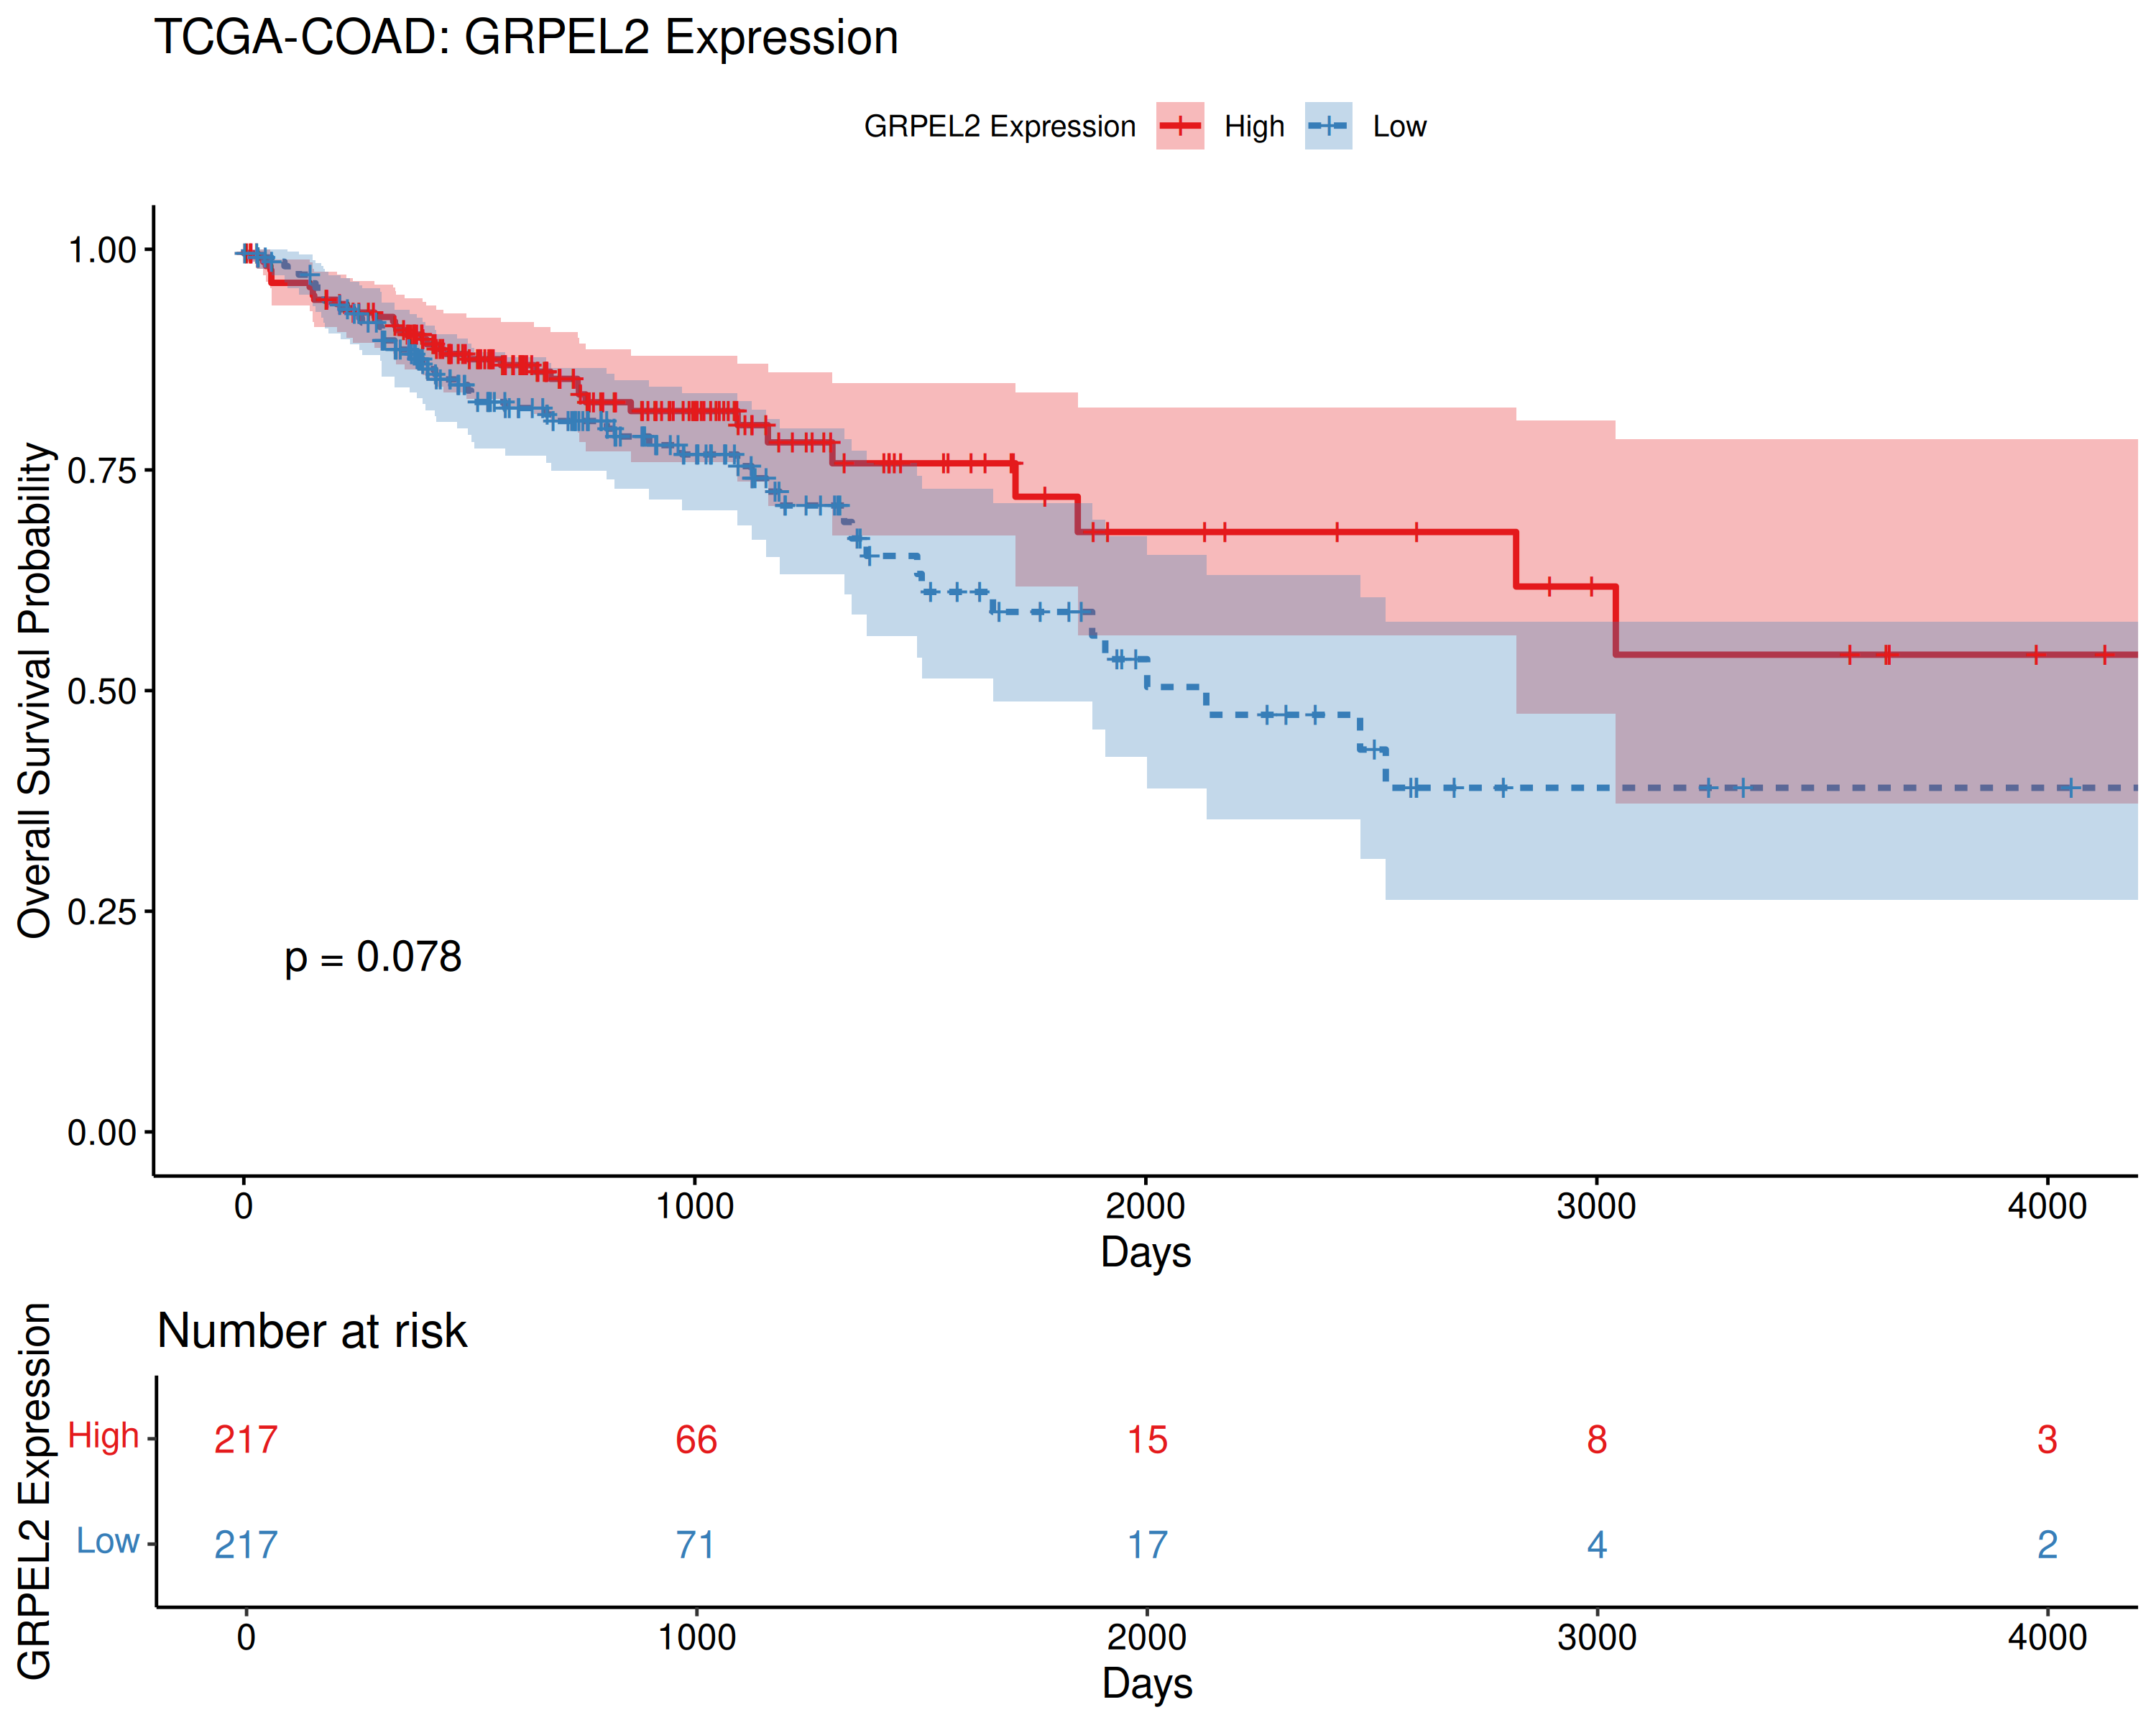 TCGA-COAD: GRPEL2 Expression
GRPEL2 Expression High Low
Overall Survival Probability
1.00
0.75
0.50
0.25
0.00
p = 0.078
0 1000 2000 3000 4000
Days
Number at risk
GRPEL2 Expression
High 217 66 15 8 3
Low 217 71 17 4 2
0 1000 2000 3000 4000
Days